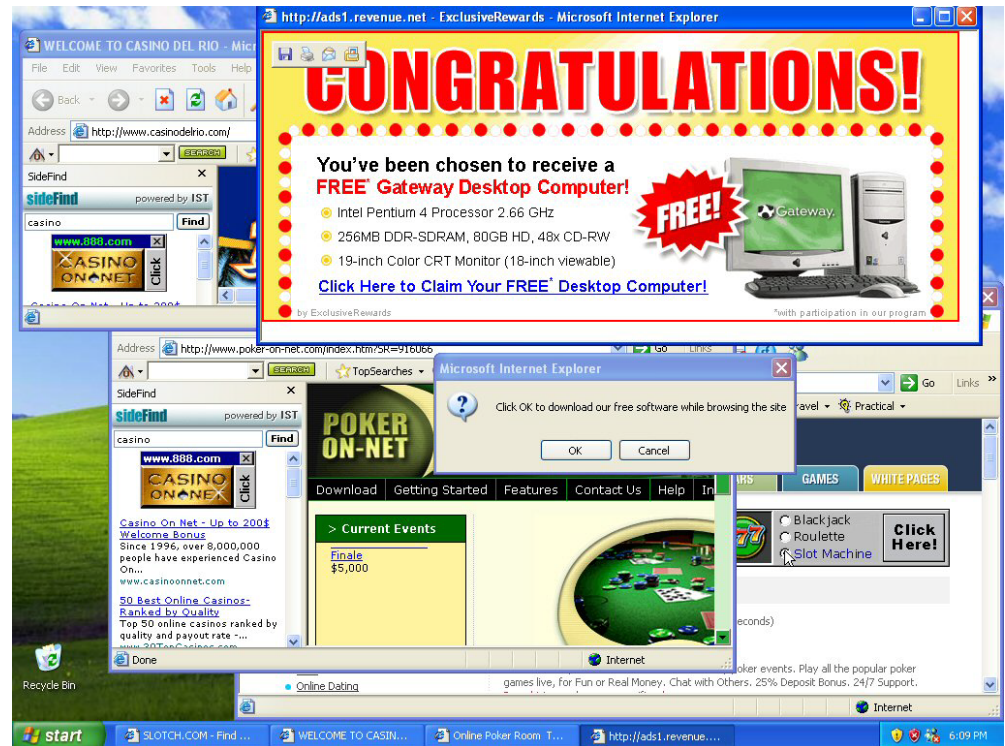 http://ads1.revenue.net - ExclusiveRewards - Microsoft Internet Explorer
CONGRATULATIONS!
You've been chosen to receive a
FREE* Gateway Desktop Computer!
Intel Pentium 4 Processor 2.66 GHz
256MB DDR-SDRAM, 80GB HD, 48x CD-RW
19-inch Color CRT Monitor (18-inch viewable)
Click Here to Claim Your FREE* Desktop Computer!
by ExclusiveRewards
*with participation in our program
FREE!
Gateway.
WELCOME TO CASINO DEL RIO - Micr
File Edit View Favorites Tools Help
Back
Address http://www.casinodelrio.com/
SEARCH
SideFind
sideFind powered by IST
casino Find
www.888.com
CASINO
ON NET
Click
Casino On Net - Up to 200$
Address http://www.poker-on-net.com/index.htm?SR=916066
Go Links
SEARCH TopSearches
SideFind
sideFind powered by IST
casino Find
www.888.com
CASINO
ON NET
Click
Casino On Net - Up to 200$
Welcome Bonus
Since 1996, over 8,000,000
people have experienced Casino
On...
www.casinoonnet.com
50 Best Online Casinos-
Ranked by Quality
Top 50 online casinos ranked by
quality and payout rate -...
POKER
ON-NET
Download Getting Started Features Contact Us Help In
> Current Events
Finale
$5,000
Done
Internet
Microsoft Internet Explorer
Click OK to download our free software while browsing the site
OK Cancel
Go Links
ravel Practical
GAMES WHITE PAGES
Blackjack
Roulette
Slot Machine
Click
Here!
econds)
oker events. Play all the popular poker
games live, for Fun or Real Money. Chat with Others. 25% Deposit Bonus. 24/7 Support.
Online Dating
Internet
Recycle Bin
start
SLOTCH.COM - Find ...
WELCOME TO CASIN...
Online Poker Room T...
http://ads1.revenue....
6:09 PM